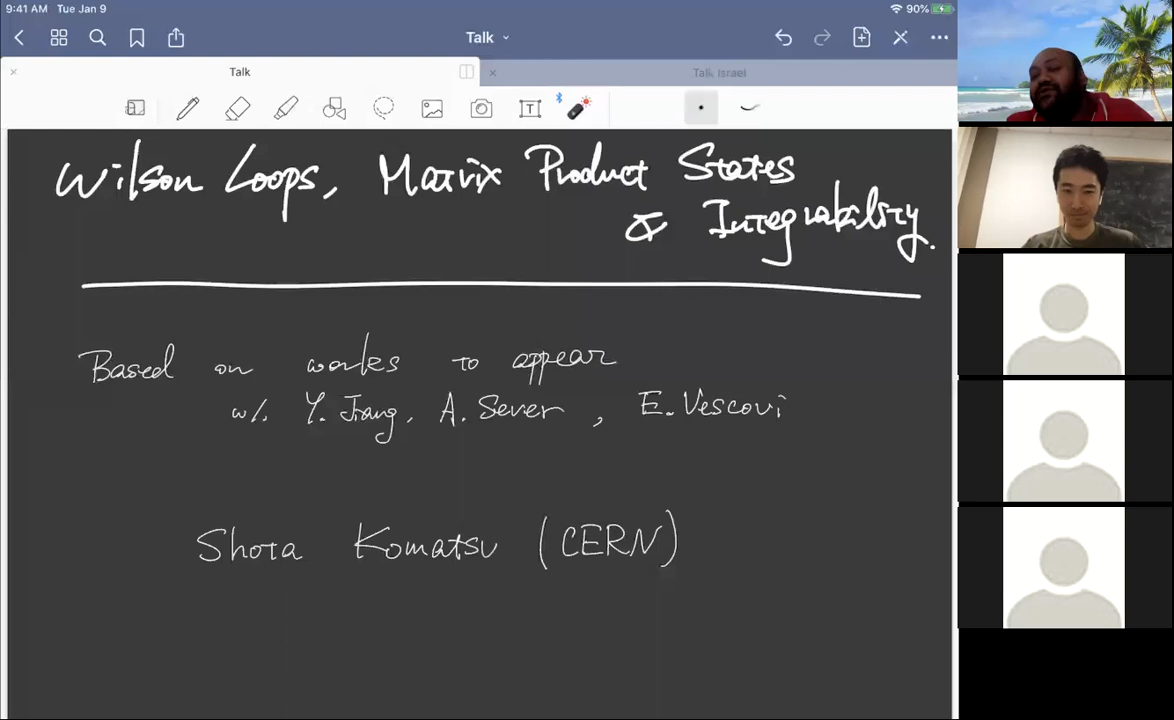 9:41 AM Tue Jan 9
90%
Talk
Talk
Talk Israel
T
Wilson Loops, Matrix Product States
& Integrability.
Based on works to appear
w/. Y. Jiang, A. Sever, E. Vescovi
Shota Komatsu (CERN)